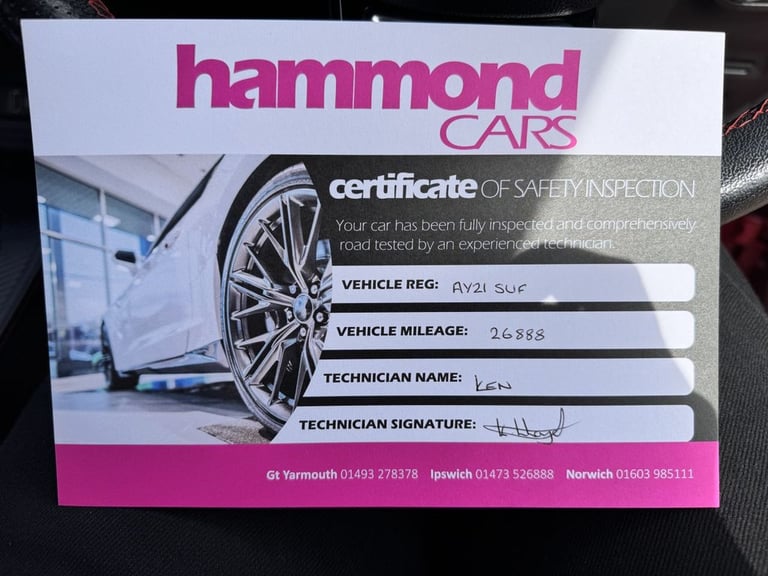 hammond
CARS
certificate OF SAFETY INSPECTION
Your car has been fully inspected and comprehensively
road tested by an experienced technician.
VEHICLE REG: AY21 SUF
VEHICLE MILEAGE: 26888
TECHNICIAN NAME: KEN
TECHNICIAN SIGNATURE:
Gt Yarmouth 01493 278378 Ipswich 01473 526888 Norwich 01603 985111